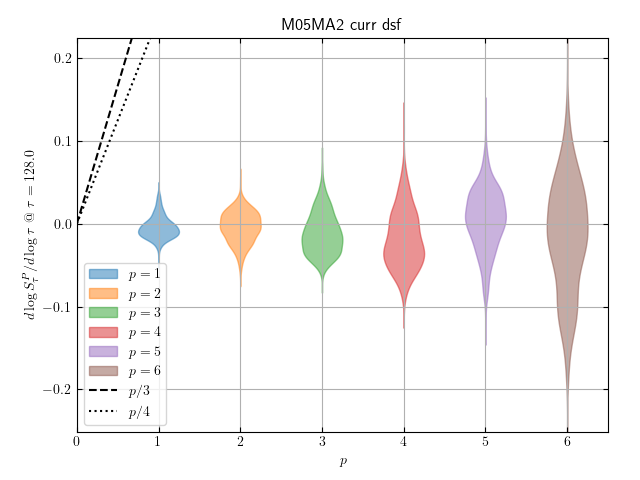 M05MA2 curr dsf
d log S_τ^P / d log τ @ τ = 128.0
0.2
0.1
0.0
−0.1
−0.2
p = 1
p = 2
p = 3
p = 4
p = 5
p = 6
p/3
p/4
0 1 2 3 4 5 6
p